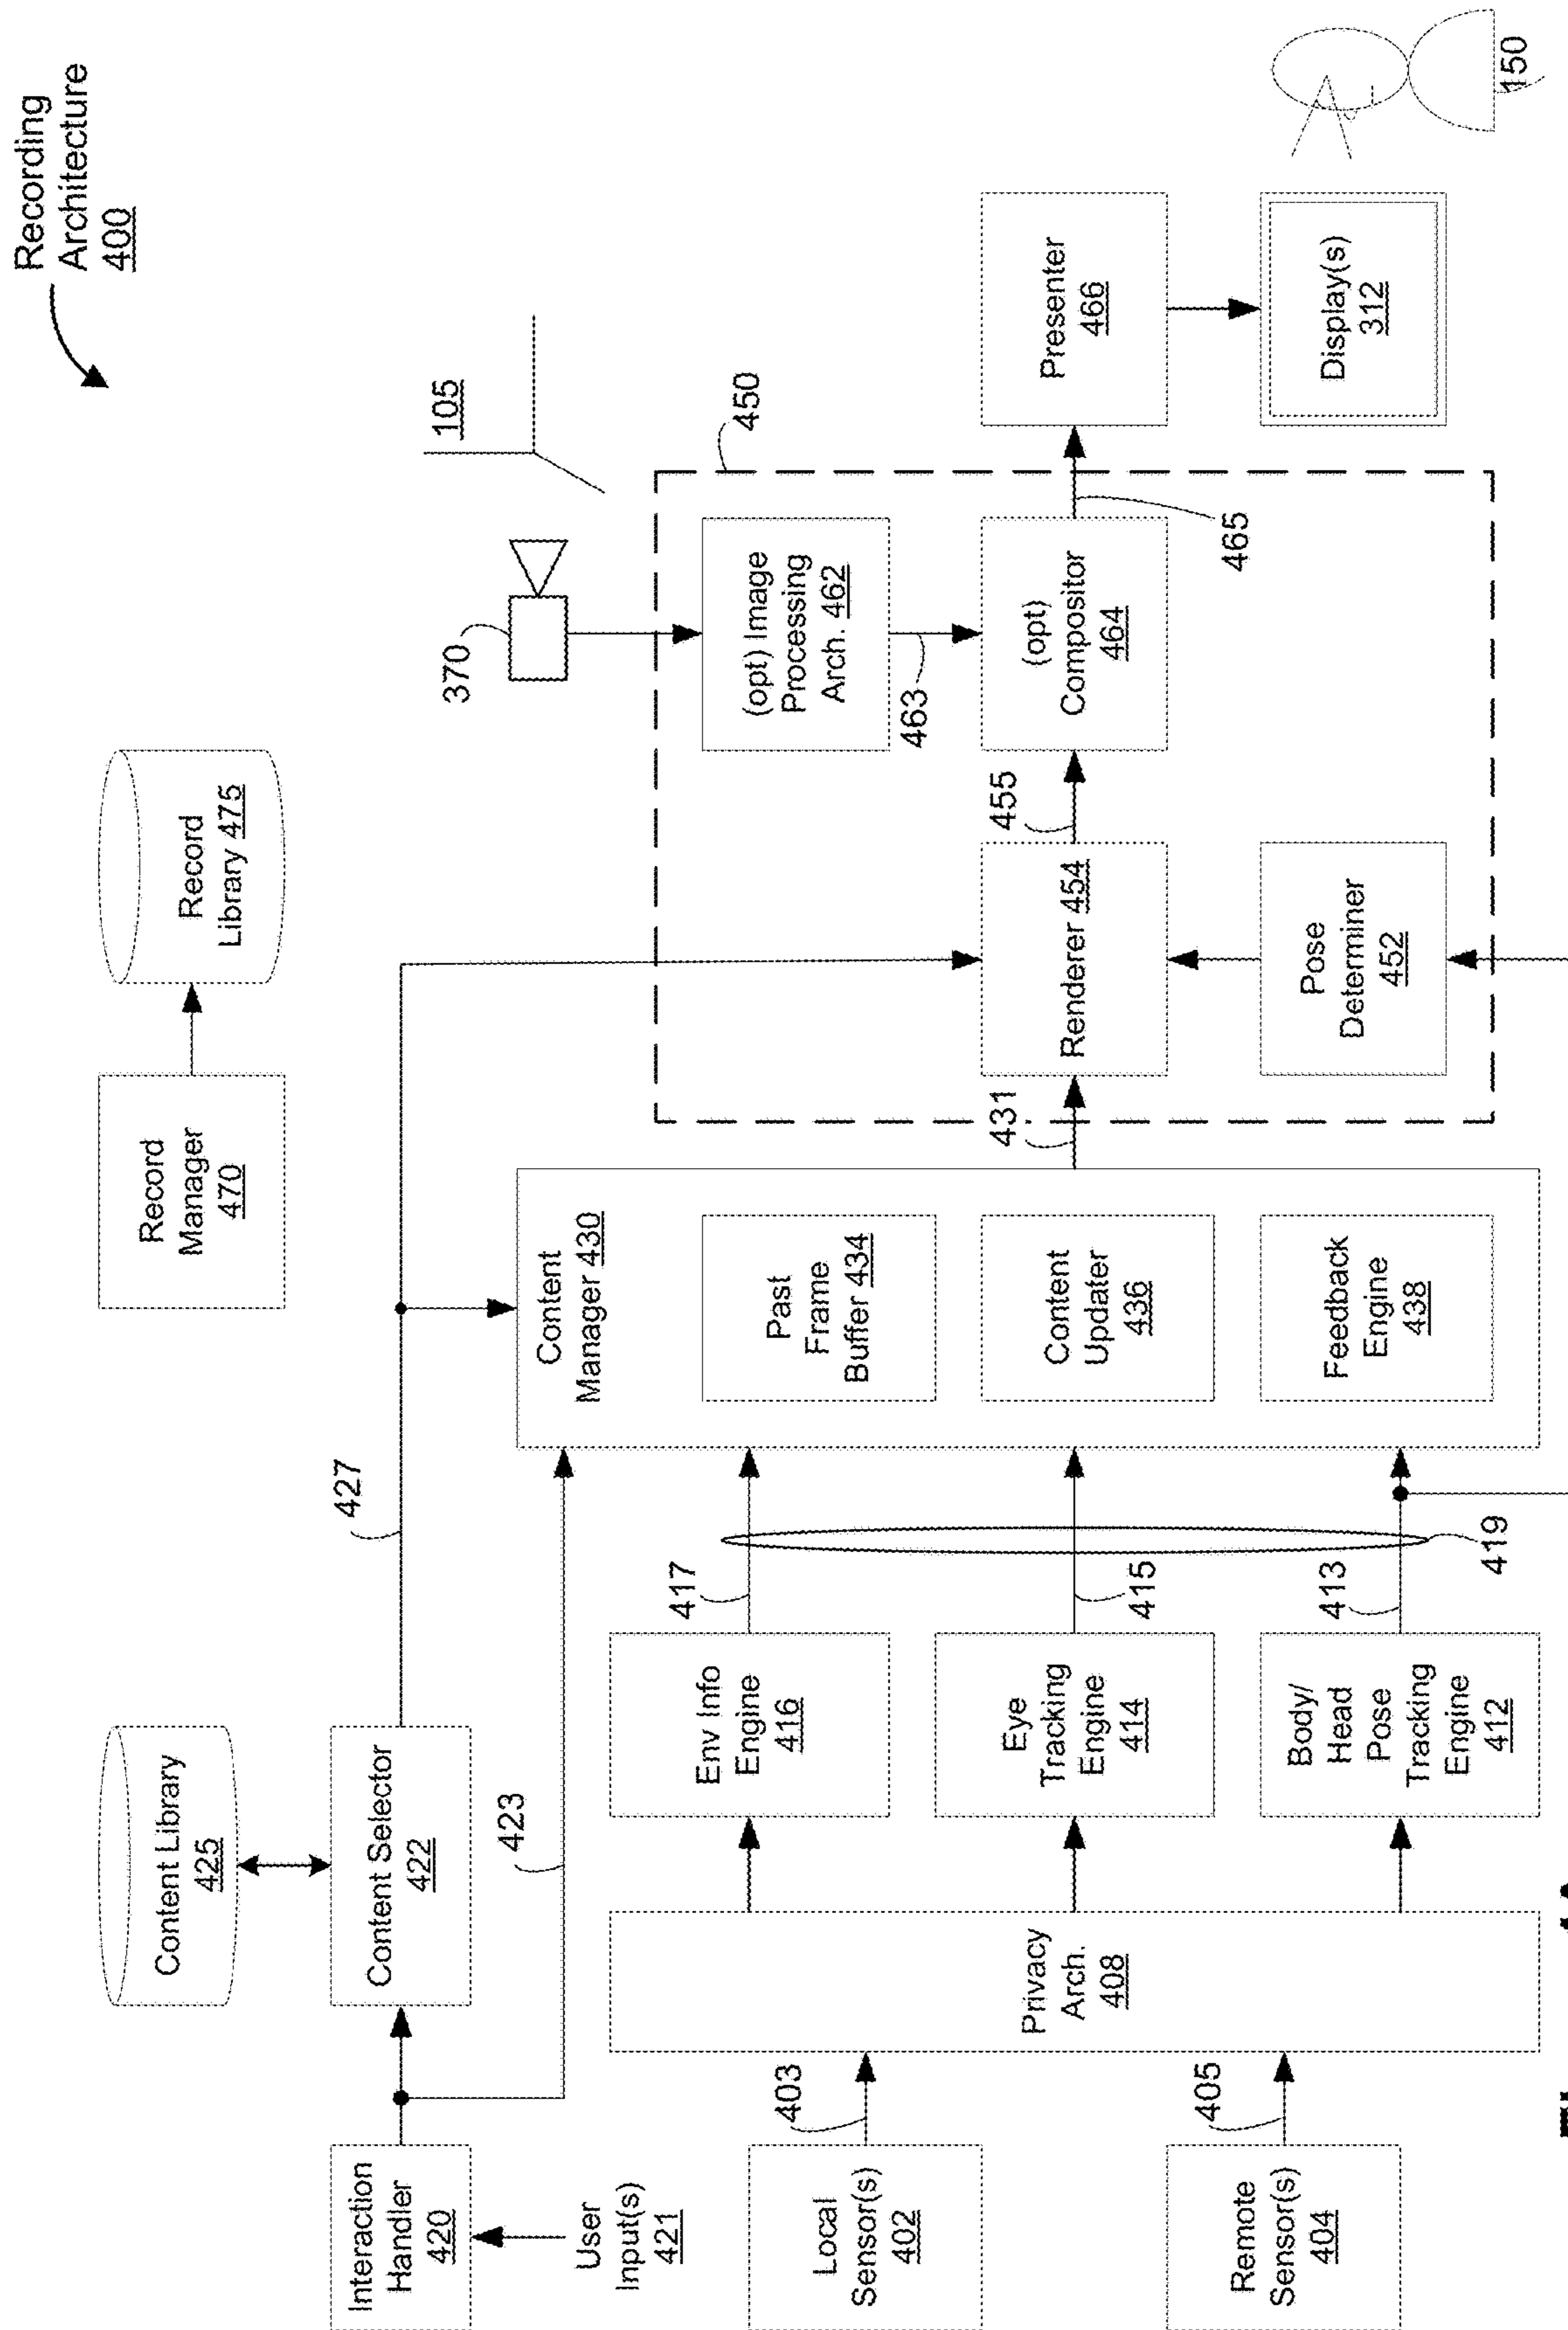 Recording
Architecture
400
Record
Manager
470
Record
Library 475
Content Library
425
Content Selector
422
Interaction
Handler
420
User
Input(s)
421
427
423
105
370
450
Local
Sensor(s)
402
403
Remote
Sensor(s)
404
405
Privacy
Arch.
408
Env Info
Engine
416
417
Eye
Tracking
Engine
414
415
Body/
Head
Pose
Tracking
Engine
412
413
419
Content
Manager 430
Past
Frame
Buffer 434
Content
Updater
436
Feedback
Engine
438
431
Renderer 454
455
Pose
Determiner
452
(opt) Image
Processing
Arch. 462
463
(opt)
Compositor
464
465
Presenter
466
Display(s)
312
150